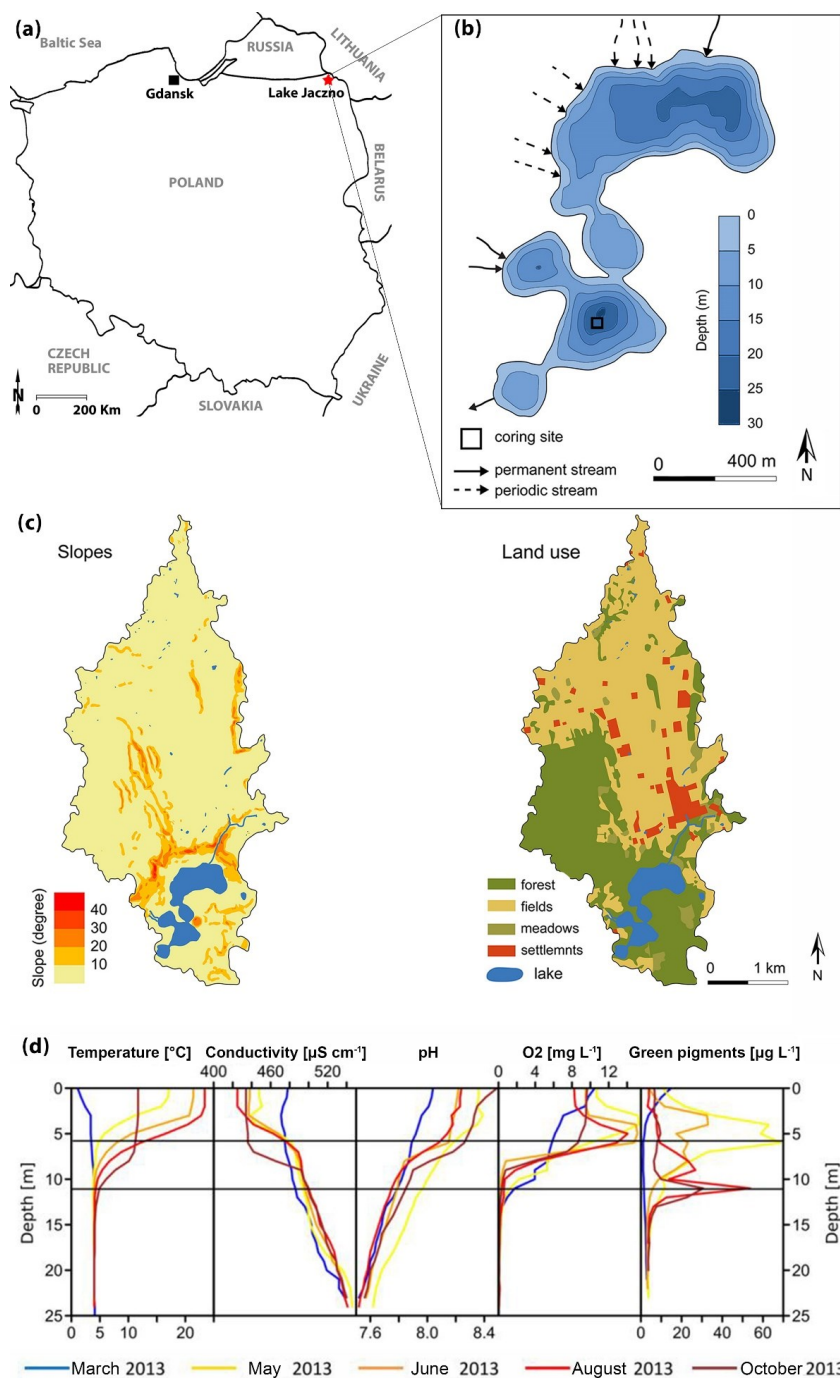 (a)
Baltic Sea
RUSSIA
LITHUANIA
Gdansk
Lake Jaczno
POLAND
BELARUS
CZECH
REPUBLIC
SLOVAKIA
UKRAINE
N
0 200 Km
(b)
0
5
10
15
20
25
30
Depth (m)
coring site
permanent stream
periodic stream
0 400 m
N
(c)
Slopes
Slope (degree)
40
30
20
10
Land use
forest
fields
meadows
settlemnts
lake
0 1 km
N
(d)
Temperature [°C] Conductivity [µS cm⁻¹] pH O2 [mg L⁻¹] Green pigments [µg L⁻¹]
400 460 520 0 4 8 12
0 0
5 5
10 10
15 15
20 20
25 25
Depth [m]
Depth [m]
0 5 10 20 7.6 8.0 8.4 0 20 40 60
March 2013 May 2013 June 2013 August 2013 October 2013